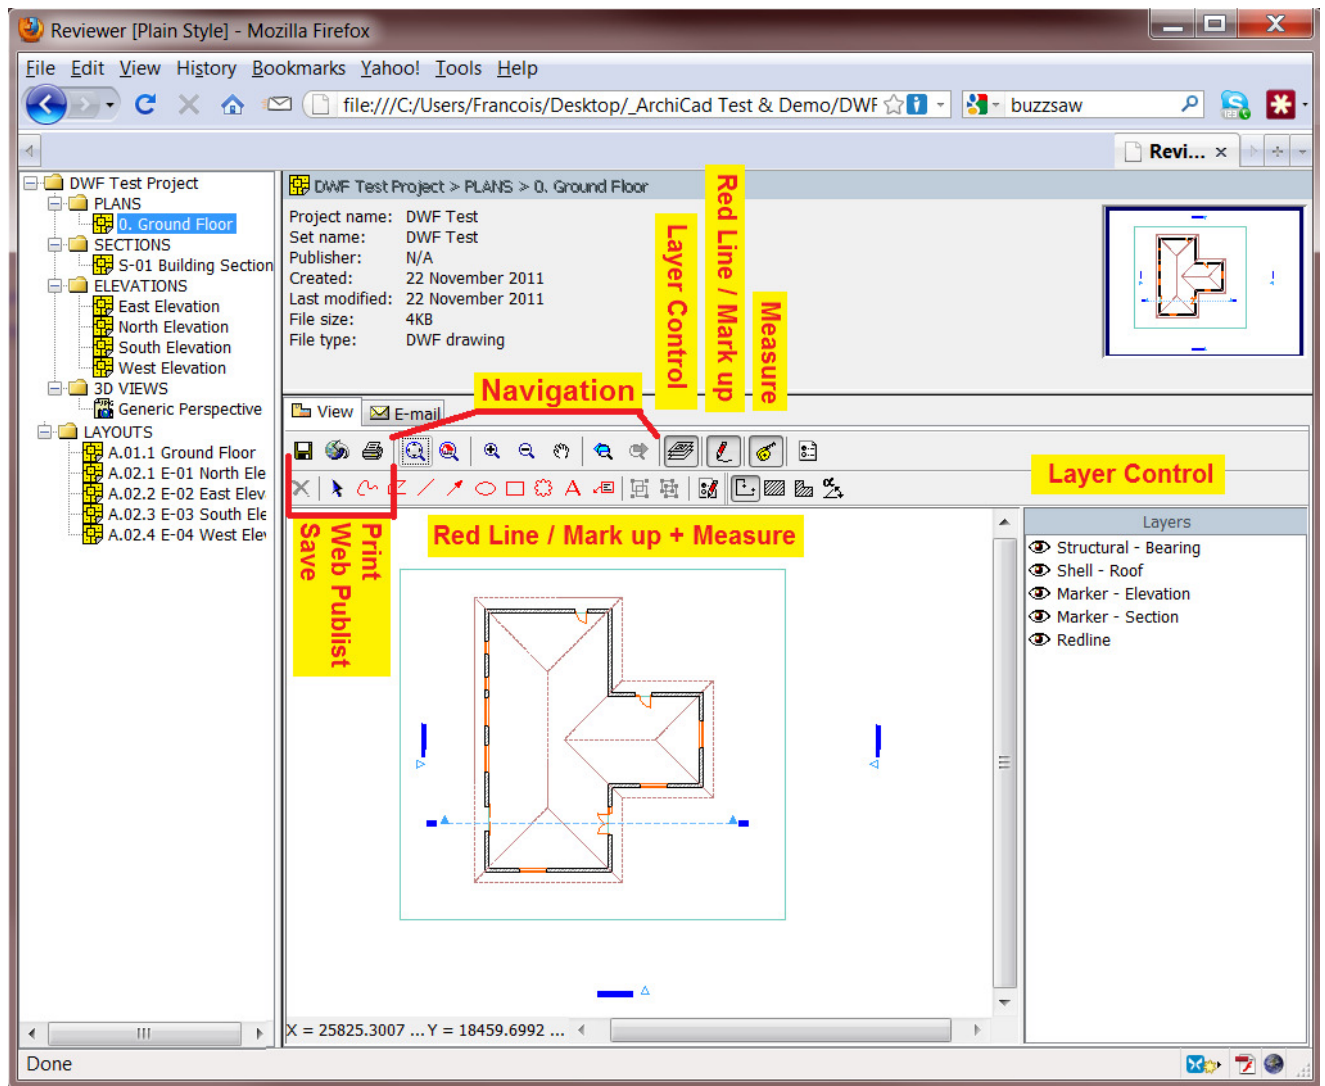 Reviewer [Plain Style] - Mozilla Firefox
File Edit View History Bookmarks Yahoo! Tools Help
file:///C:/Users/Francois/Desktop/_ArchiCad Test & Demo/DWF
buzzsaw
Revi...
DWF Test Project
PLANS
0. Ground Floor
SECTIONS
S-01 Building Section
ELEVATIONS
East Elevation
North Elevation
South Elevation
West Elevation
3D VIEWS
Generic Perspective
LAYOUTS
A.01.1 Ground Floor
A.02.1 E-01 North Ele
A.02.2 E-02 East Elev
A.02.3 E-03 South Ele
A.02.4 E-04 West Elev
DWF Test Project > PLANS > 0. Ground Floor
Project name: DWF Test
Set name: DWF Test
Publisher: N/A
Created: 22 November 2011
Last modified: 22 November 2011
File size: 4KB
File type: DWF drawing
Layer Control
Red Line / Mark up
Measure
Navigation
View
E-mail
Layer Control
Red Line / Mark up + Measure
Print
Web Publist
Save
Layers
Structural - Bearing
Shell - Roof
Marker - Elevation
Marker - Section
Redline
X = 25825.3007 ... Y = 18459.6992 ...
Done